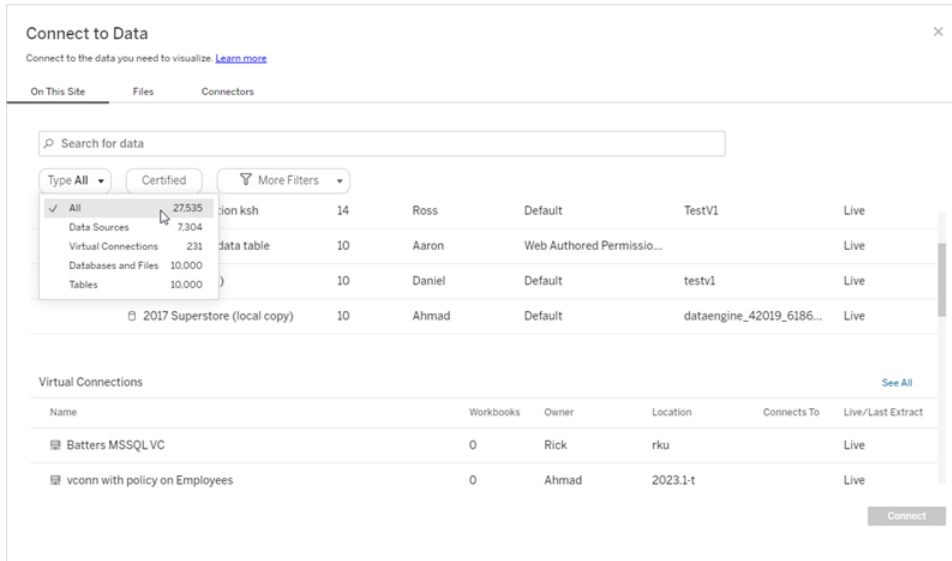 Connect to Data
Connect to the data you need to visualize. Learn more
On This Site Files Connectors
Search for data
Type All Certified More Filters
All 27,535
Data Sources 7,304
Virtual Connections 231
Databases and Files 10,000
Tables 10,000
ksh 14 Ross Default TestV1 Live
data table 10 Aaron Web Authored Permissio... Live
) 10 Daniel Default testv1 Live
2017 Superstore (local copy) 10 Ahmad Default dataengine_42019_6186... Live
Virtual Connections See All
Name Workbooks Owner Location Connects To Live/Last Extract
Batters MSSQL VC 0 Rick rku Live
vconn with policy on Employees 0 Ahmad 2023.1-t Live
Connect